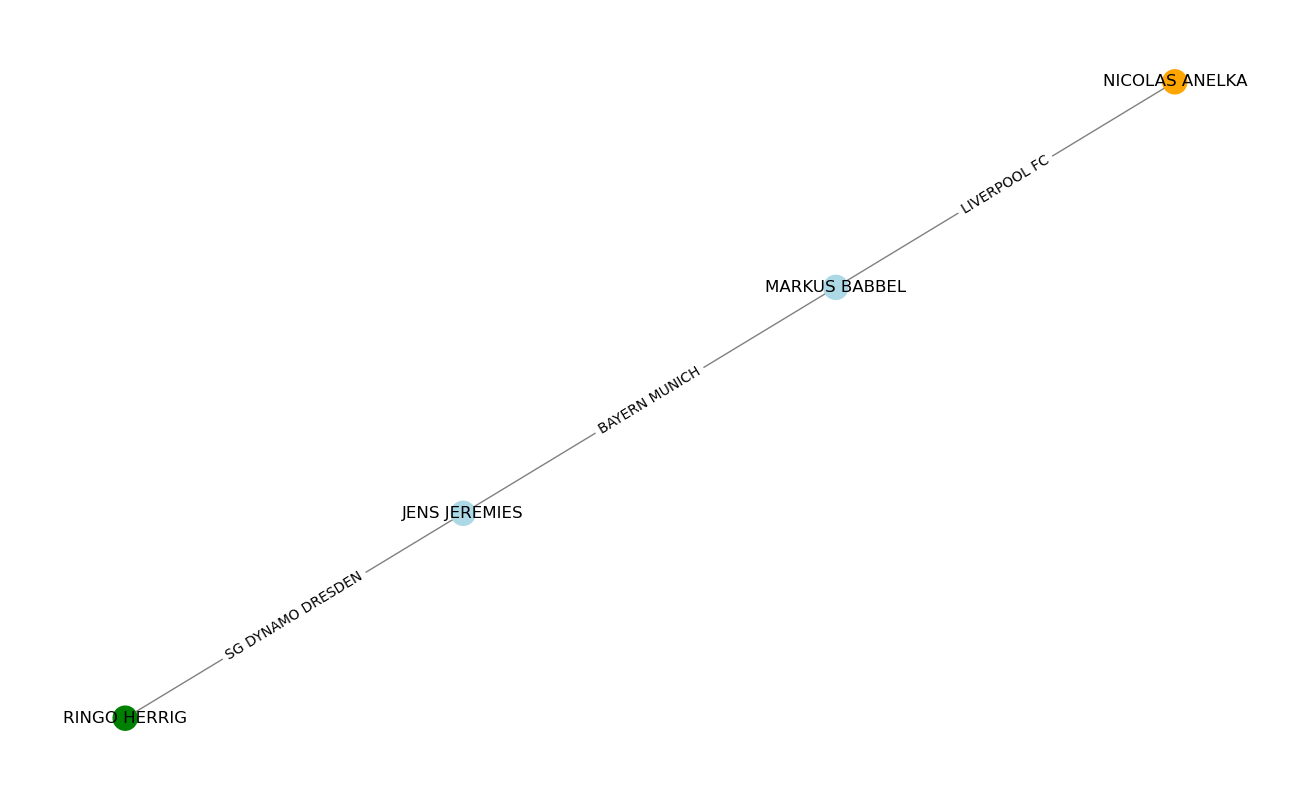 NICOLAS ANELKA
LIVERPOOL FC
MARKUS BABBEL
BAYERN MUNICH
JENS JEREMIES
SG DYNAMO DRESDEN
RINGO HERRIG